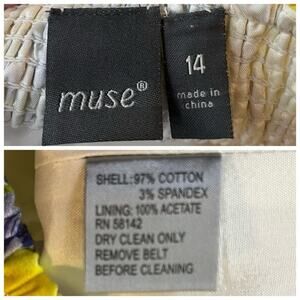 muse®
14
made in
china
SHELL: 97% COTTON
3% SPANDEX
LINING: 100% ACETATE
RN 58142
DRY CLEAN ONLY
REMOVE BELT
BEFORE CLEANING